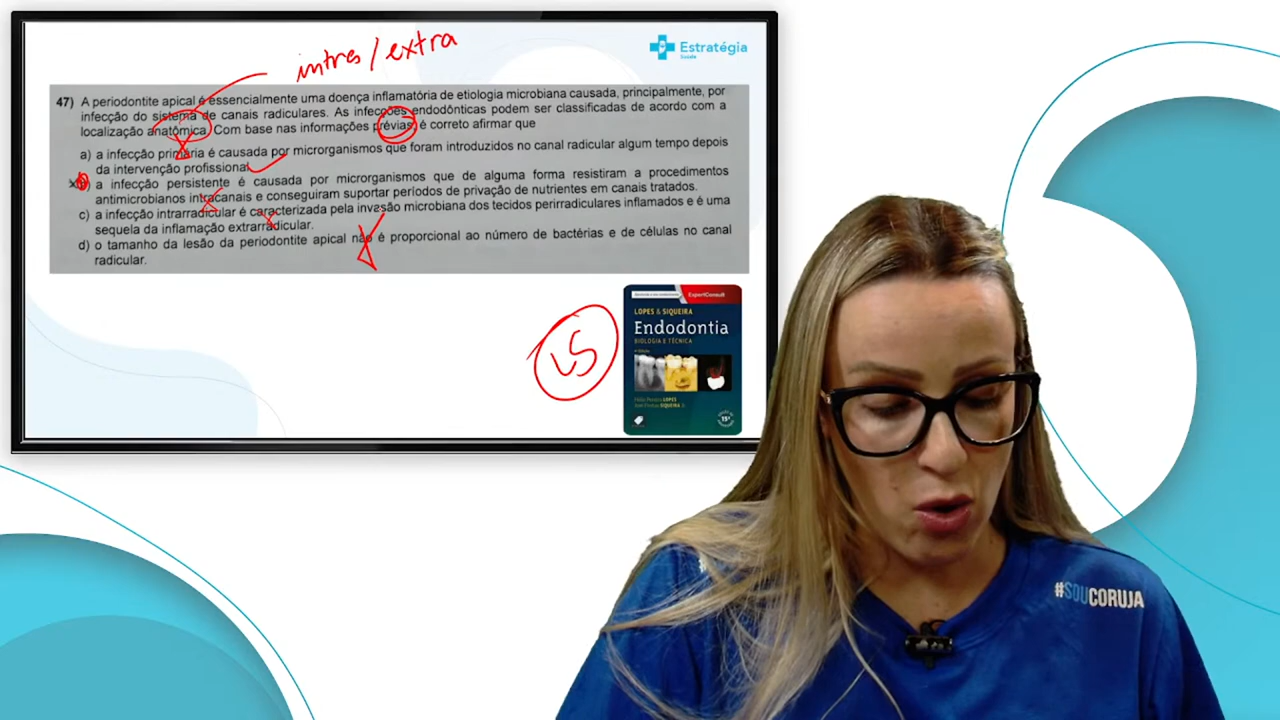 intra/extra
Estratégia
Saúde
47) A periodontite apical é essencialmente uma doença inflamatória de etiologia microbiana causada, principalmente, por
infecção do sistema de canais radiculares. As infecções endodônticas podem ser classificadas de acordo com a
localização anatômica. Com base nas informações prévias, é correto afirmar que
a) a infecção primária é causada por microrganismos que foram introduzidos no canal radicular algum tempo depois
da intervenção profissional.
b) a infecção persistente é causada por microrganismos que de alguma forma resistiram a procedimentos
antimicrobianos intracanais e conseguiram suportar períodos de privação de nutrientes em canais tratados.
c) a infecção intrarradicular é caracterizada pela invasão microbiana dos tecidos perirradiculares inflamados e é uma
sequela da inflamação extrarradicular.
d) o tamanho da lesão da periodontite apical não é proporcional ao número de bactérias e de células no canal
radicular.
LS
ExpertConsult
LOPES & SIQUEIRA
Endodontia
BIOLOGIA E TÉCNICA
#SOUCORUJA